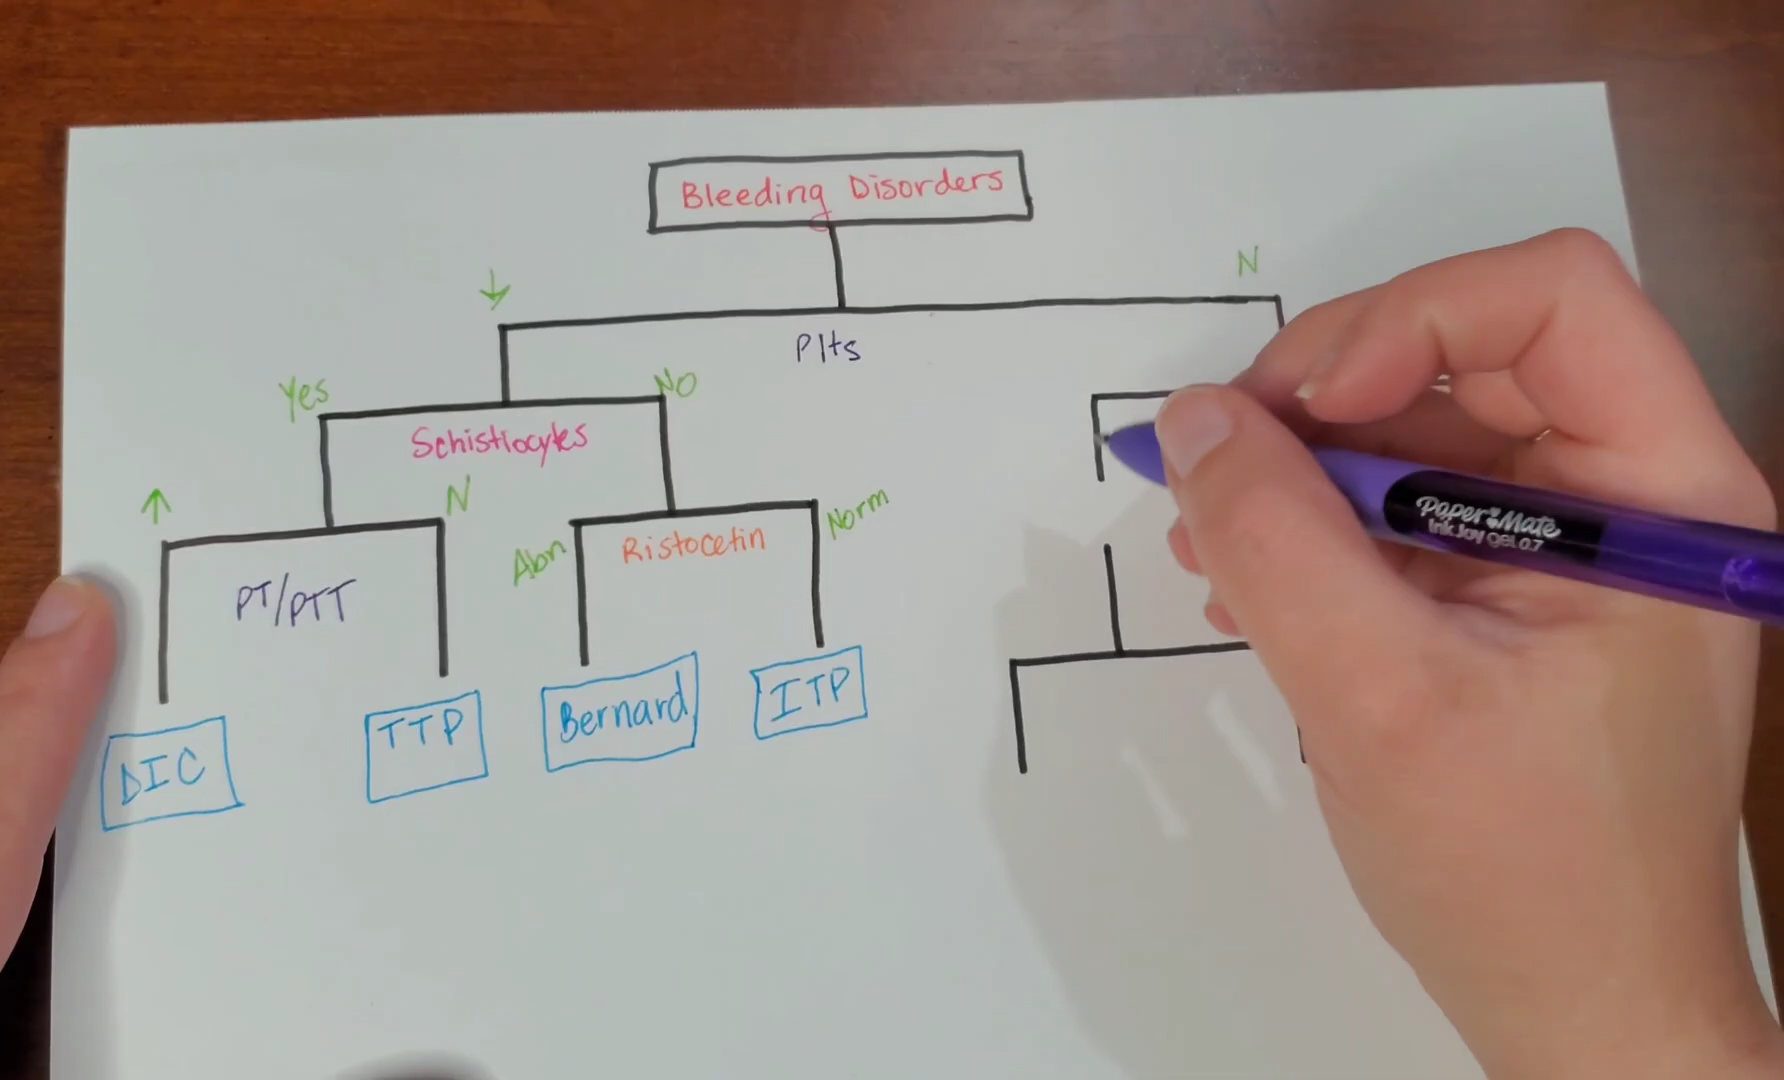 Bleeding Disorders
↓
N
Plts
Yes
NO
Schistiocytes
↑
N
PT/PTT
Abn
Ristocetin
Norm
DIC
TTP
Bernard
ITP
Paper Mate
InkJoy gel 0.7